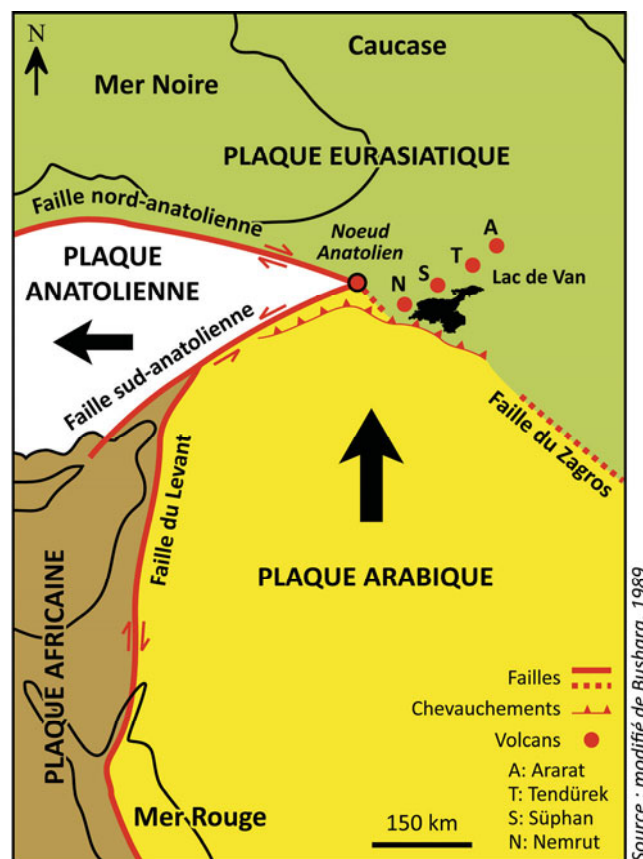 N
Caucase
Mer Noire
PLAQUE EURASIATIQUE
Faille nord-anatolienne
Noeud
Anatolien
A
T
S
N
Lac de Van
PLAQUE
ANATOLIENNE
Faille sud-anatolienne
Faille du Zagros
Faille du Levant
PLAQUE ARABIQUE
PLAQUE AFRICAINE
Mer Rouge
Failles
Chevauchements
Volcans
A: Ararat
T: Tendürek
S: Süphan
N: Nemrut
150 km
Source : modifié de Bushara, 1989